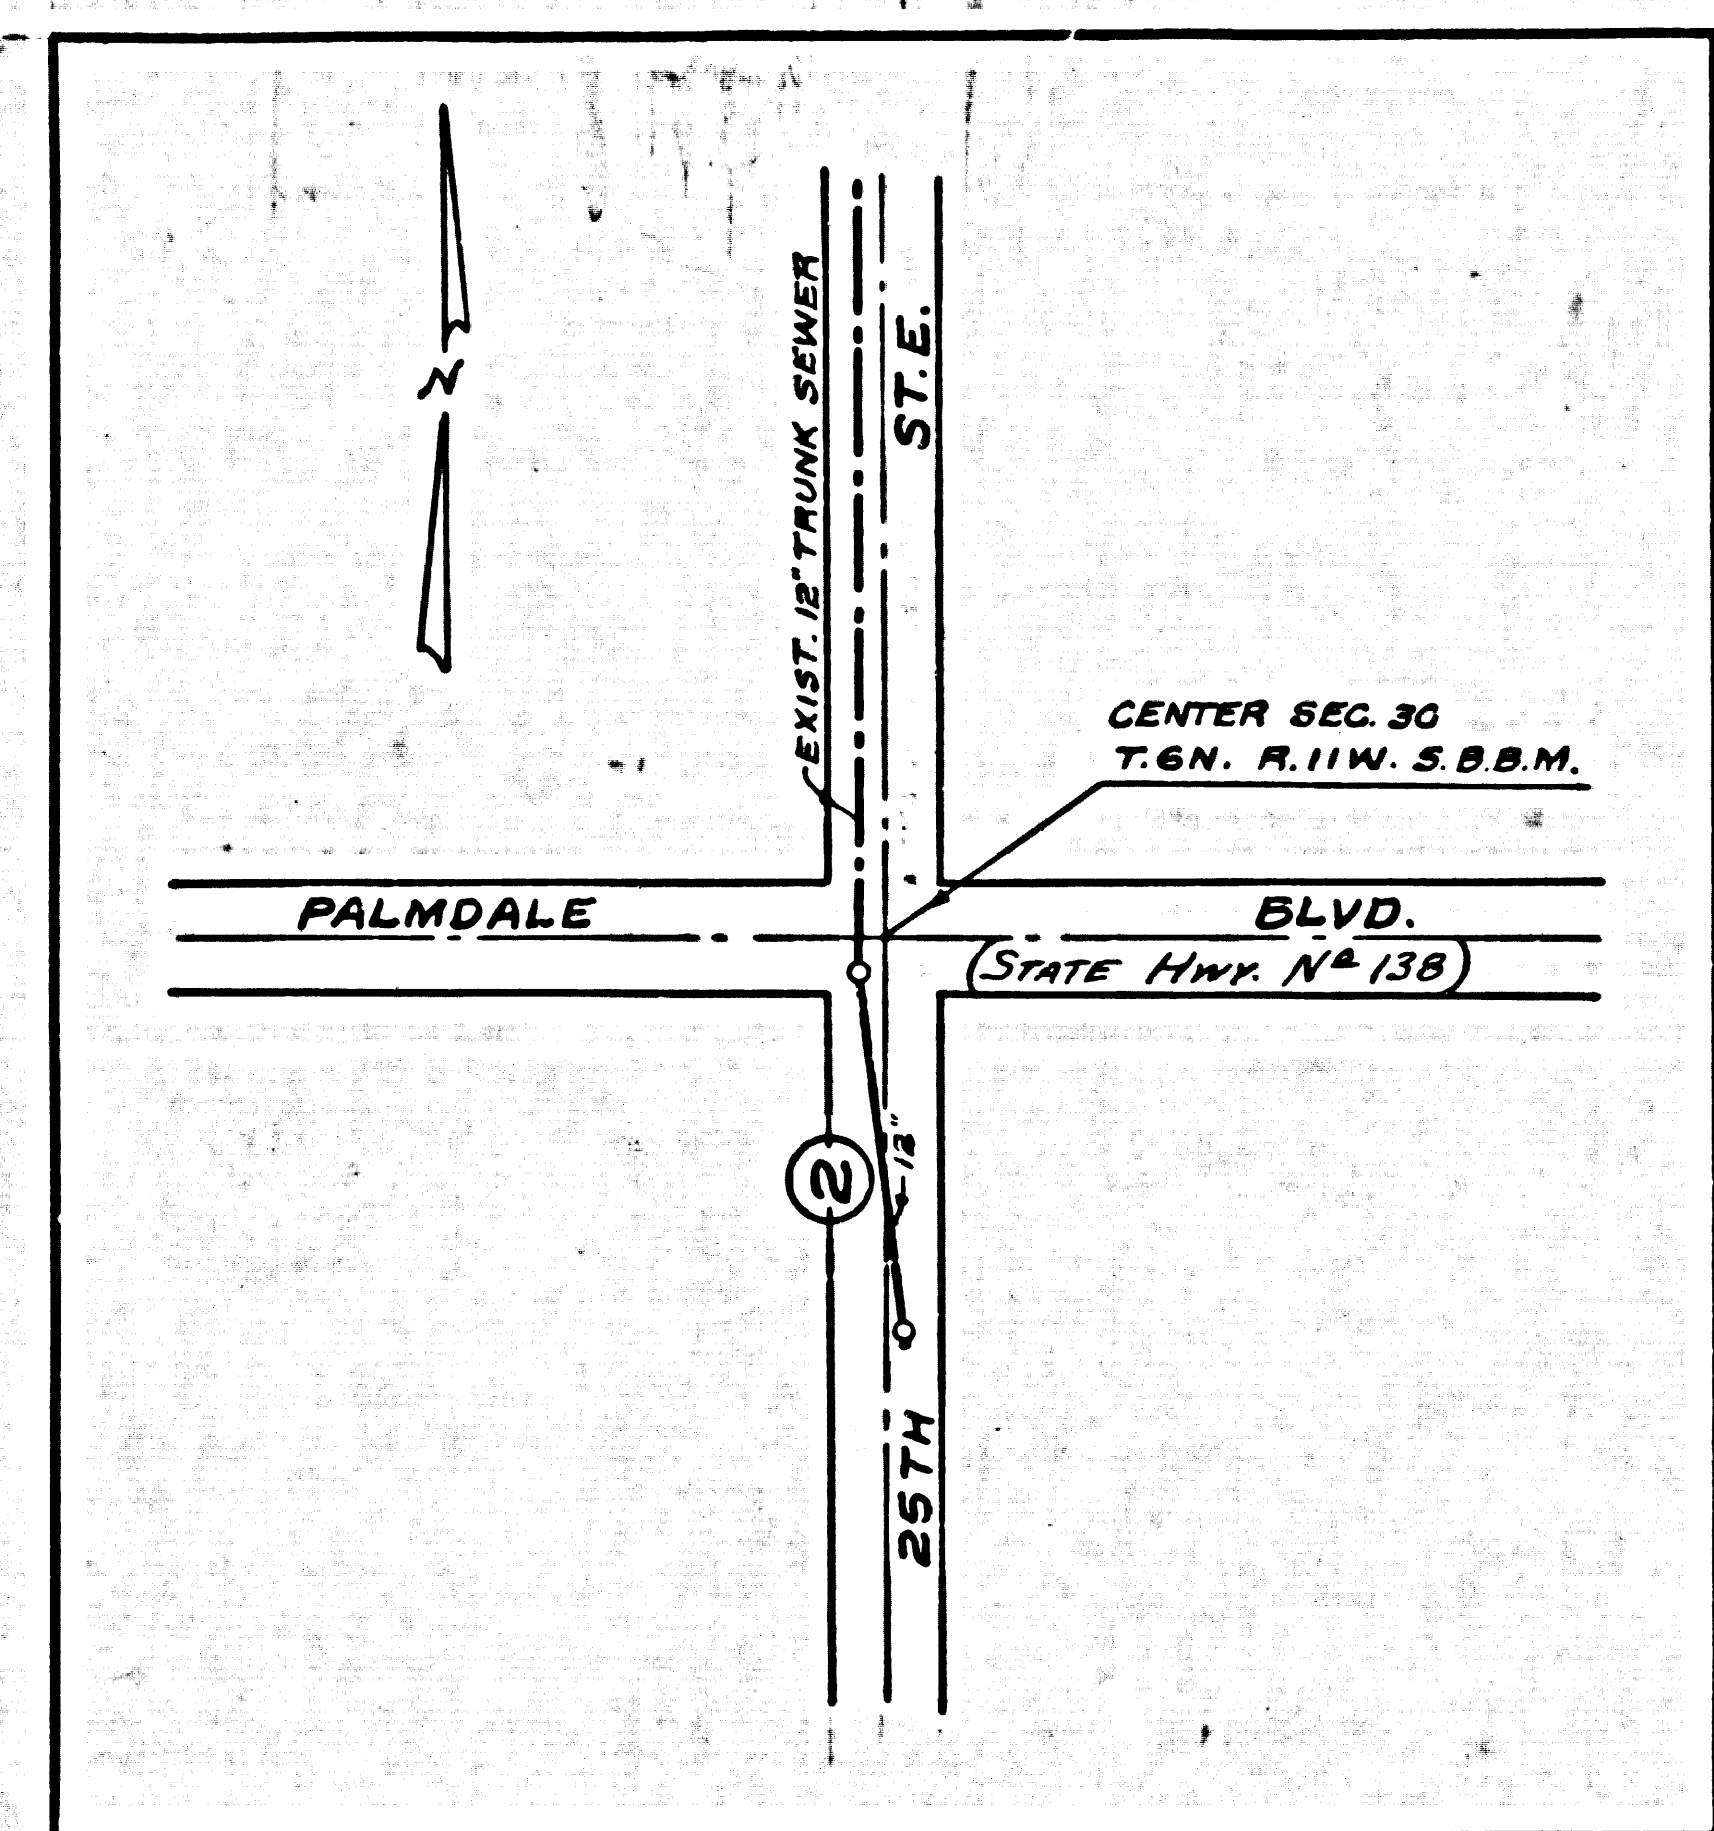 N
EXIST. 12" TRUNK SEWER
ST. E.
CENTER SEC. 30
T. 6N. R. 11W. S.B.B.M.
PALMDALE BLVD.
(STATE HWY. Nº 138)
12"
2
25TH